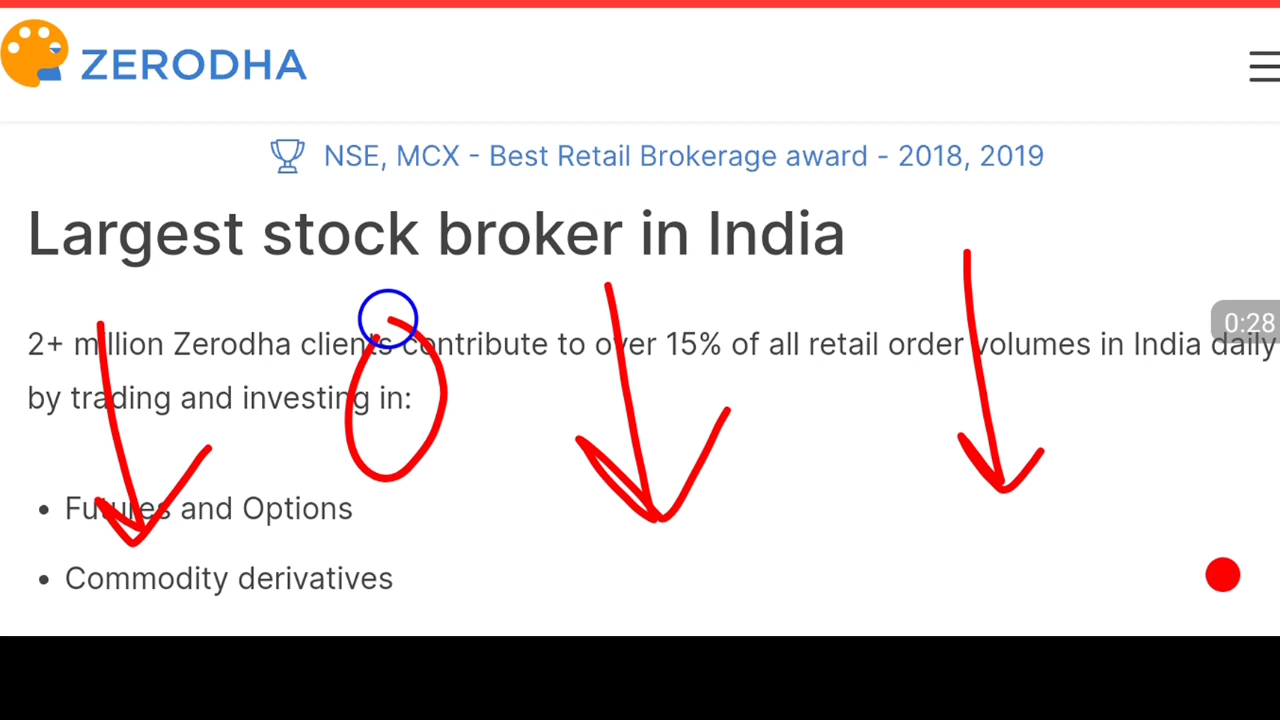 ZERODHA
NSE, MCX - Best Retail Brokerage award - 2018, 2019
Largest stock broker in India
2+ million Zerodha clients contribute to over 15% of all retail order volumes in India daily
by trading and investing in:
0:28
• Futures and Options
• Commodity derivatives